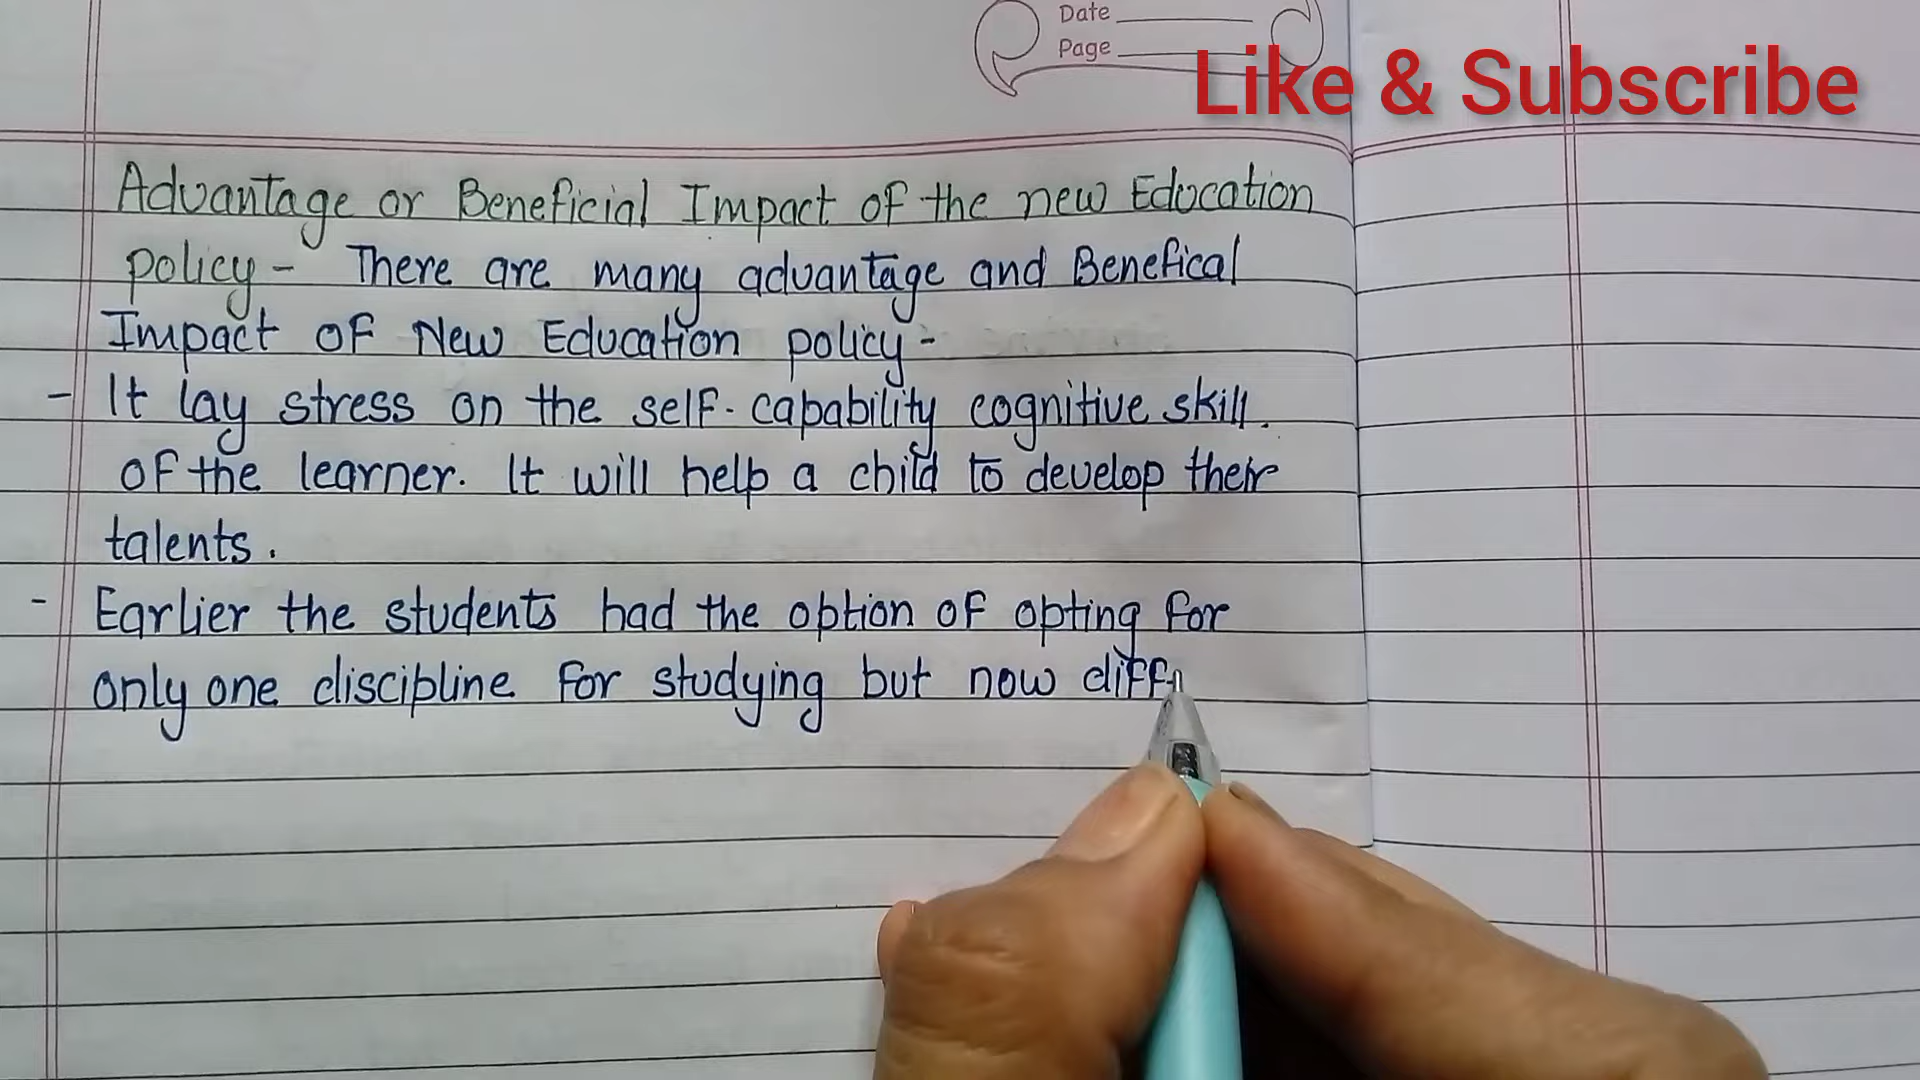 Date
Page
Like & Subscribe
Advantage or Beneficial Impact of the new Education
policy - There are many advantage and Benefical
Impact of New Education policy -
- It lay stress on the self-capability cognitive skill.
of the learner. It will help a child to develop their
talents.
- Earlier the students had the option of opting for
only one discipline for studying but now diff